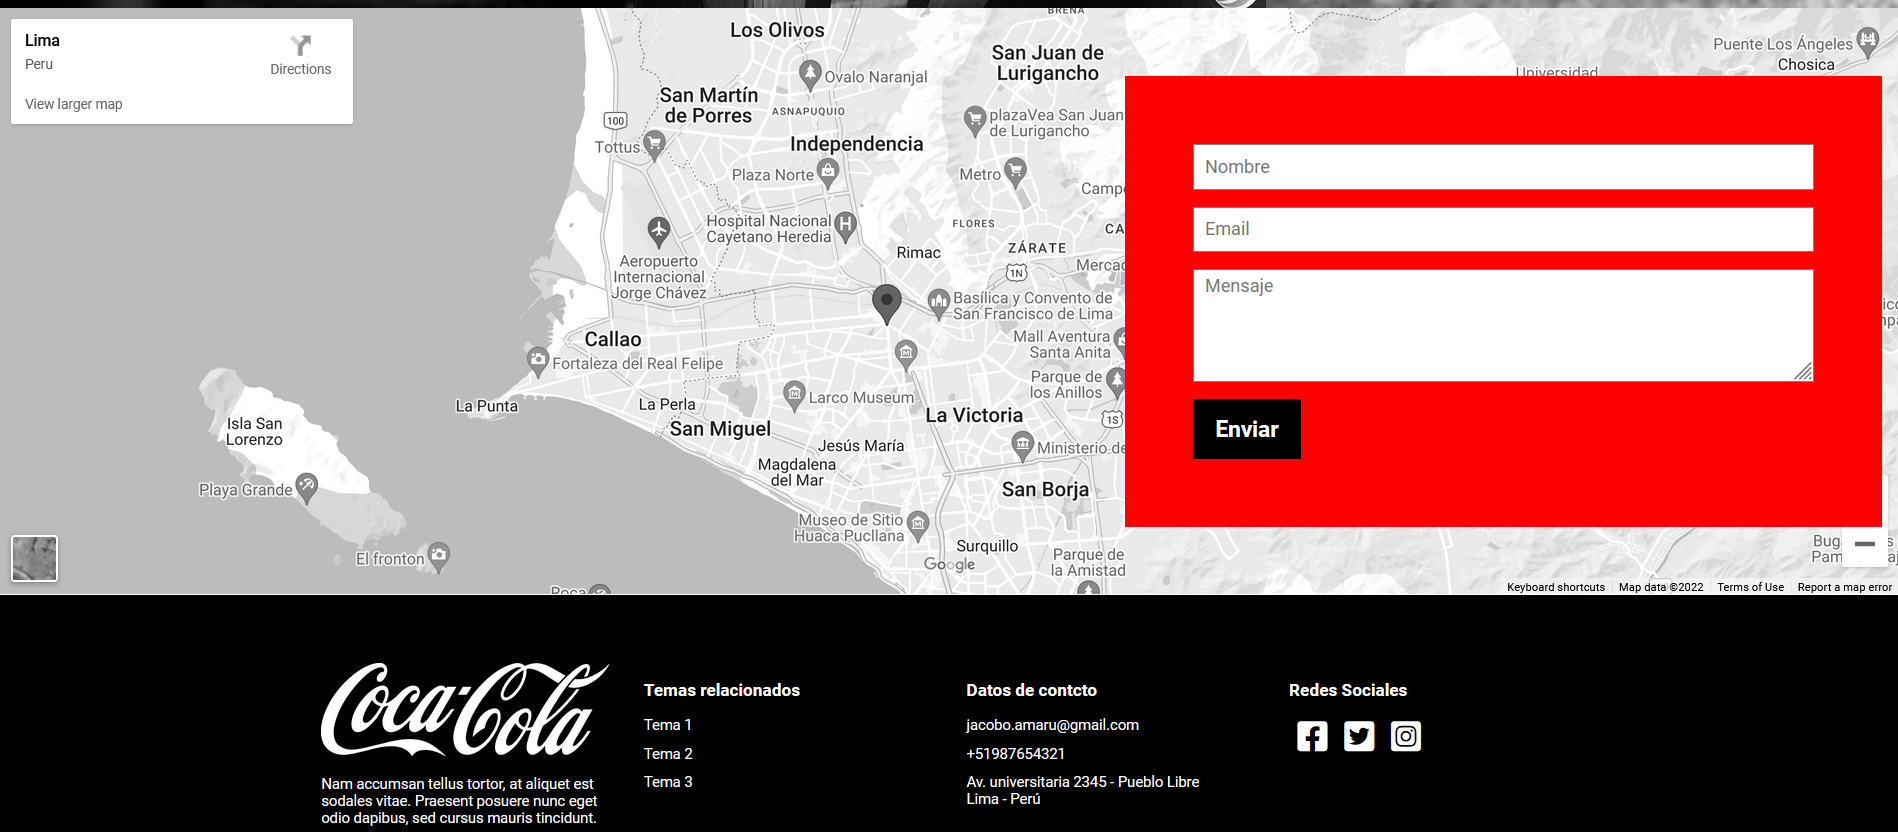 Lima
Peru
Directions
View larger map
BREÑA
Los Olivos
San Juan de
Lurigancho
Puente Los Ángeles
Chosica
Universidad
Ovalo Naranjal
San Martín
de Porres
ASNAPUQUIO
plazaVea San Juan
de Lurigancho
100
Tottus
Independencia
Plaza Norte
Metro
Campo
Hospital Nacional
Cayetano Heredia
FLORES
CA
ZÁRATE
Rimac
Aeropuerto
Internacional
Jorge Chávez
1N
Merca
Basílica y Convento de
San Francisco de Lima
Callao
Mall Aventura
Santa Anita
Fortaleza del Real Felipe
Parque de
los Anillos
Larco Museum
La Punta
La Perla
La Victoria
1S
Isla San
Lorenzo
San Miguel
Jesús María
Ministerio de
Magdalena
del Mar
Playa Grande
San Borja
Museo de Sitio
Huaca Pucllana
El fronton
Surquillo
Parque de
la Amistad
Google
Roca
Nombre
Email
Mensaje
Enviar
Keyboard shortcuts
Map data ©2022
Terms of Use
Report a map error
Coca-Cola
Nam accumsan tellus tortor, at aliquet est
sodales vitae. Praesent posuere nunc eget
odio dapibus, sed cursus mauris tincidunt.
Temas relacionados
Tema 1
Tema 2
Tema 3
Datos de contcto
jacobo.amaru@gmail.com
+51987654321
Av. universitaria 2345 - Pueblo Libre
Lima - Perú
Redes Sociales